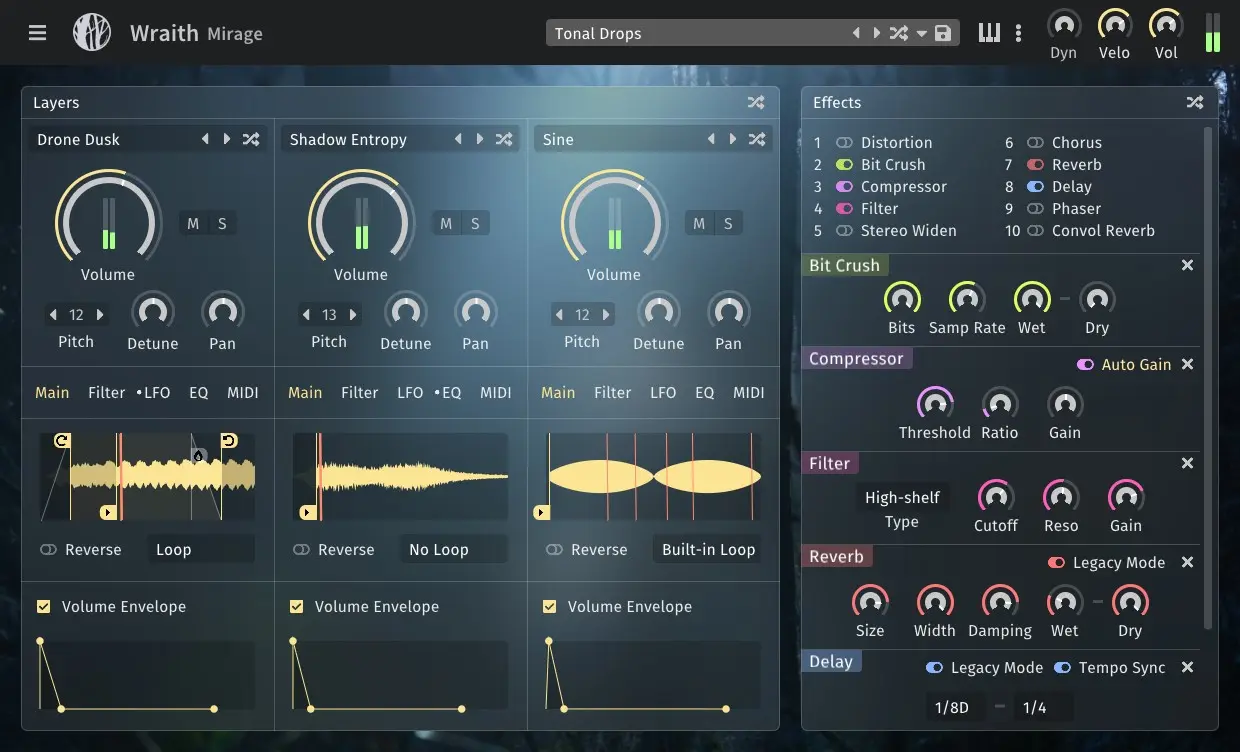 Wraith Mirage
Tonal Drops
Dyn Velo Vol
Layers
Drone Dusk
M S
Volume
12
Pitch Detune Pan
Main Filter •LFO EQ MIDI
Reverse Loop
Volume Envelope
Shadow Entropy
M S
Volume
13
Pitch Detune Pan
Main Filter LFO •EQ MIDI
Reverse No Loop
Volume Envelope
Sine
M S
Volume
12
Pitch Detune Pan
Main Filter LFO EQ MIDI
Reverse Built-in Loop
Volume Envelope
Effects
1 Distortion
2 Bit Crush
3 Compressor
4 Filter
5 Stereo Widen
6 Chorus
7 Reverb
8 Delay
9 Phaser
10 Convol Reverb
Bit Crush
Bits Samp Rate Wet Dry
Compressor
Auto Gain
Threshold Ratio Gain
Filter
High-shelf
Type Cutoff Reso Gain
Reverb
Legacy Mode
Size Width Damping Wet Dry
Delay Legacy Mode Tempo Sync
1/8D 1/4